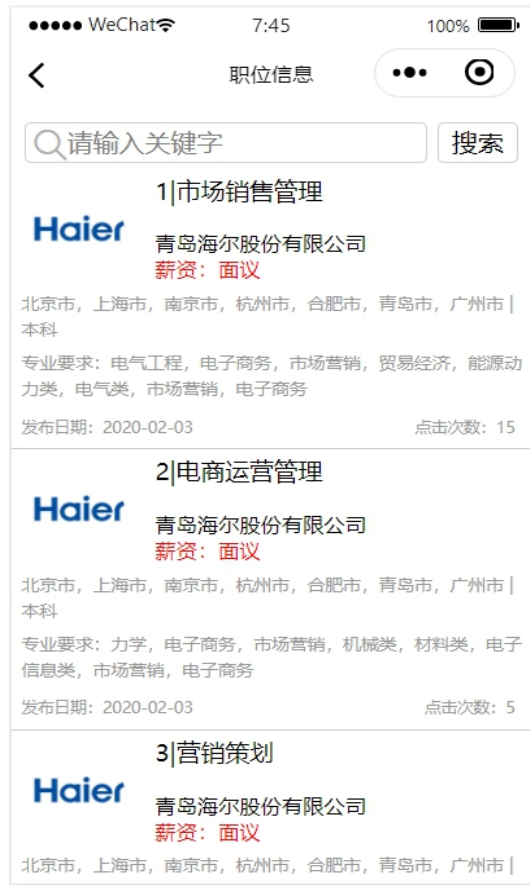 WeChat 7:45 100%
职位信息
请输入关键字 搜索
1|市场销售管理
Haier
青岛海尔股份有限公司
薪资：面议
北京市，上海市，南京市，杭州市，合肥市，青岛市，广州市 |
本科
专业要求：电气工程，电子商务，市场营销，贸易经济，能源动
力类，电气类，市场营销，电子商务
发布日期：2020-02-03 点击次数：15
2|电商运营管理
Haier
青岛海尔股份有限公司
薪资：面议
北京市，上海市，南京市，杭州市，合肥市，青岛市，广州市 |
本科
专业要求：力学，电子商务，市场营销，机械类，材料类，电子
信息类，市场营销，电子商务
发布日期：2020-02-03 点击次数：5
3|营销策划
Haier
青岛海尔股份有限公司
薪资：面议
北京市，上海市，南京市，杭州市，合肥市，青岛市，广州市 |